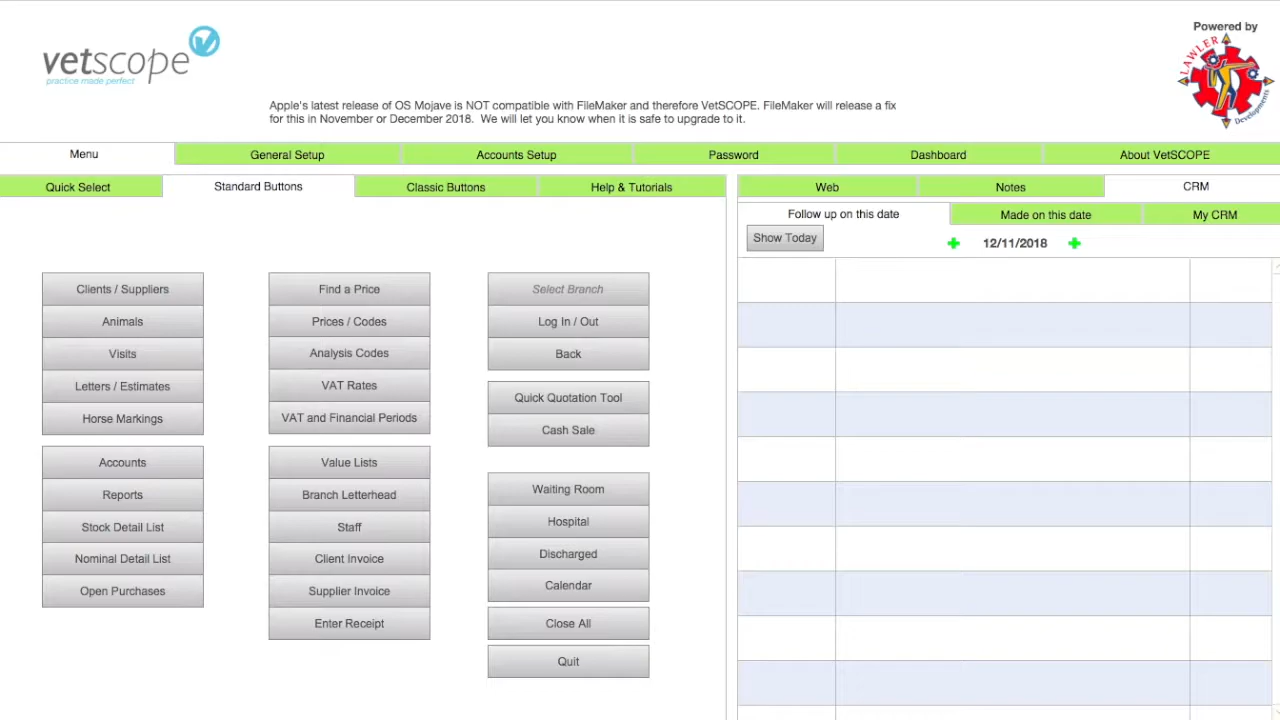 vetscope
practice made perfect
Powered by
LAWLER
Developments
Apple's latest release of OS Mojave is NOT compatible with FileMaker and therefore VetSCOPE. FileMaker will release a fix
for this in November or December 2018. We will let you know when it is safe to upgrade to it.
Menu General Setup Accounts Setup Password Dashboard About VetSCOPE
Quick Select Standard Buttons Classic Buttons Help & Tutorials Web Notes CRM
Follow up on this date Made on this date My CRM
Show Today 12/11/2018
Clients / Suppliers
Animals
Visits
Letters / Estimates
Horse Markings
Accounts
Reports
Stock Detail List
Nominal Detail List
Open Purchases
Find a Price
Prices / Codes
Analysis Codes
VAT Rates
VAT and Financial Periods
Value Lists
Branch Letterhead
Staff
Client Invoice
Supplier Invoice
Enter Receipt
Select Branch
Log In / Out
Back
Quick Quotation Tool
Cash Sale
Waiting Room
Hospital
Discharged
Calendar
Close All
Quit